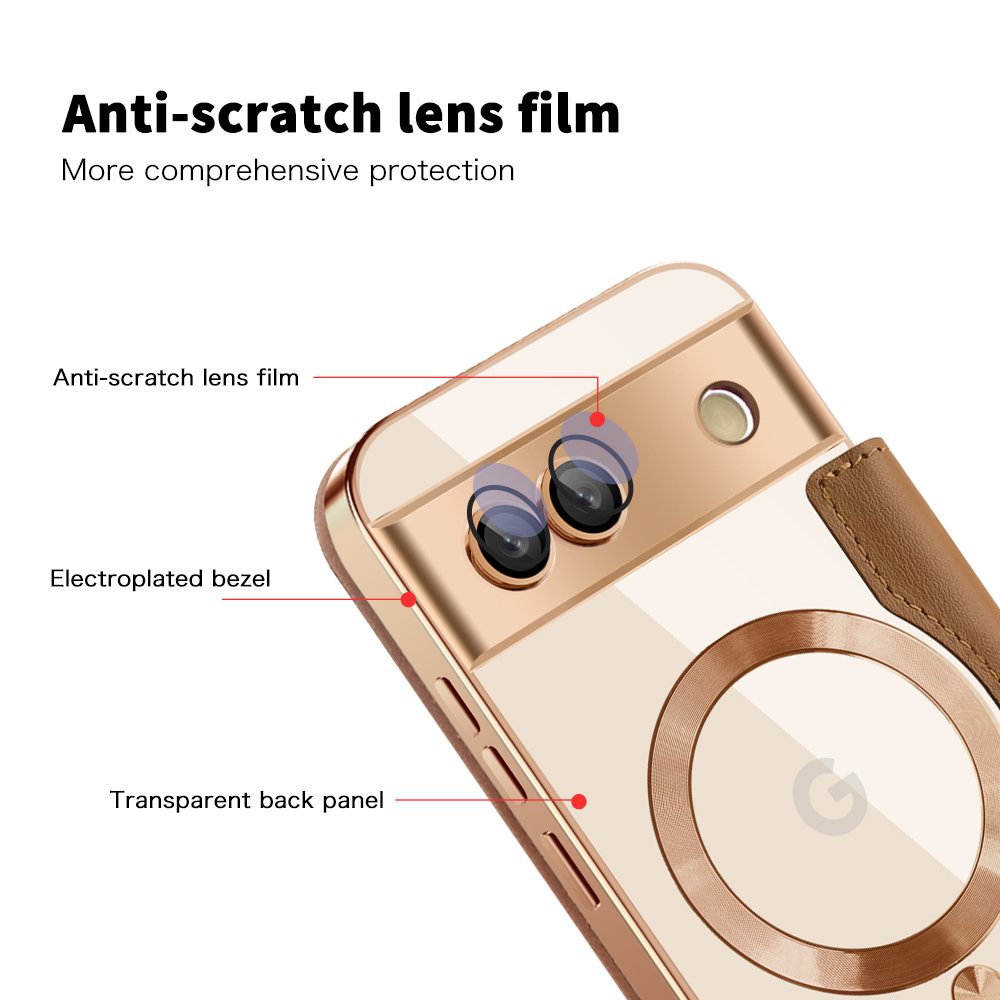 Anti-scratch lens film
More comprehensive protection
Anti-scratch lens film
Electroplated bezel
Transparent back panel
G